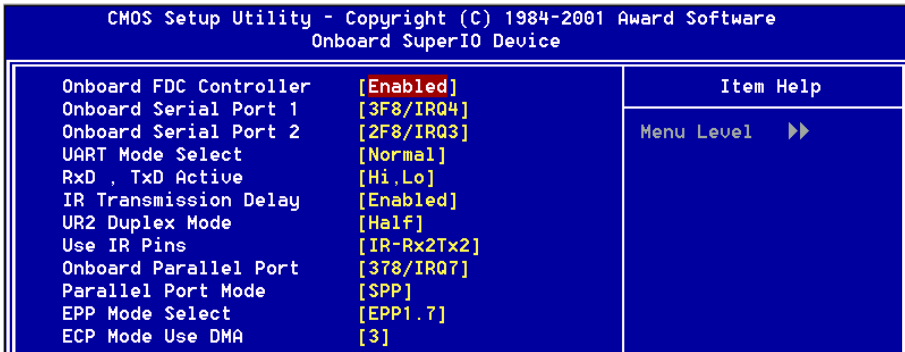 CMOS Setup Utility - Copyright (C) 1984-2001 Award Software
Onboard SuperIO Device
Onboard FDC Controller [Enabled]
Onboard Serial Port 1 [3F8/IRQ4]
Onboard Serial Port 2 [2F8/IRQ3]
UART Mode Select [Normal]
RxD , TxD Active [Hi,Lo]
IR Transmission Delay [Enabled]
UR2 Duplex Mode [Half]
Use IR Pins [IR-Rx2Tx2]
Onboard Parallel Port [378/IRQ7]
Parallel Port Mode [SPP]
EPP Mode Select [EPP1.7]
ECP Mode Use DMA [3]
Item Help
Menu Level